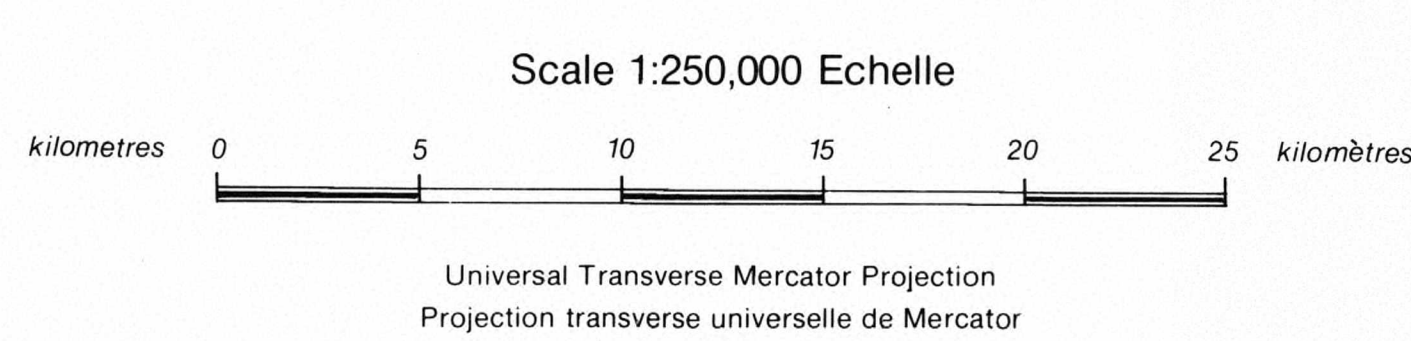 Scale 1:250,000 Echelle
kilometres 0 5 10 15 20 25 kilomètres
Universal Transverse Mercator Projection
Projection transverse universelle de Mercator